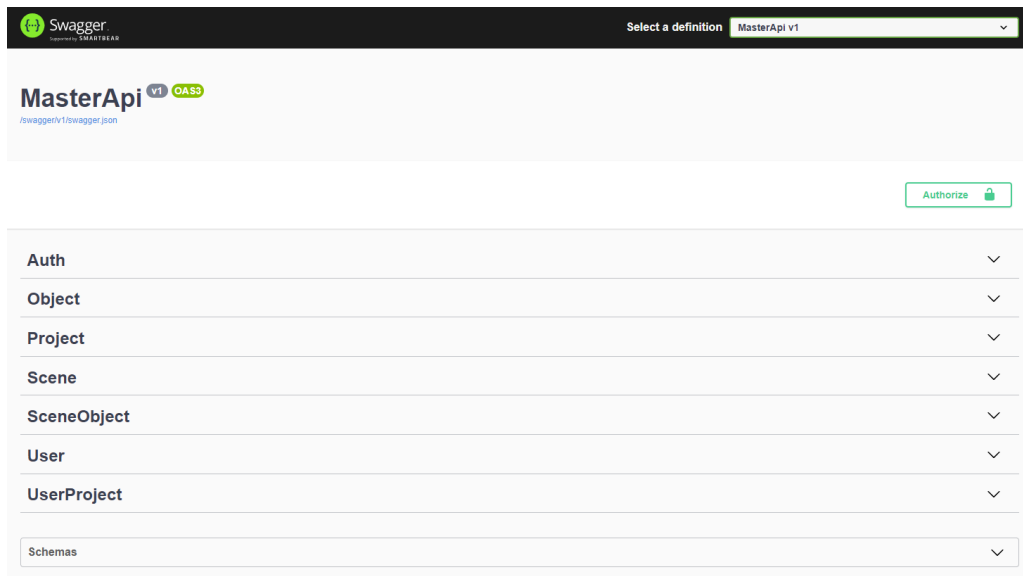 Swagger.
Supported by SMARTBEAR
Select a definition
MasterApi v1
MasterApi v1 OAS3
/swagger/v1/swagger.json
Authorize
Auth
Object
Project
Scene
SceneObject
User
UserProject
Schemas